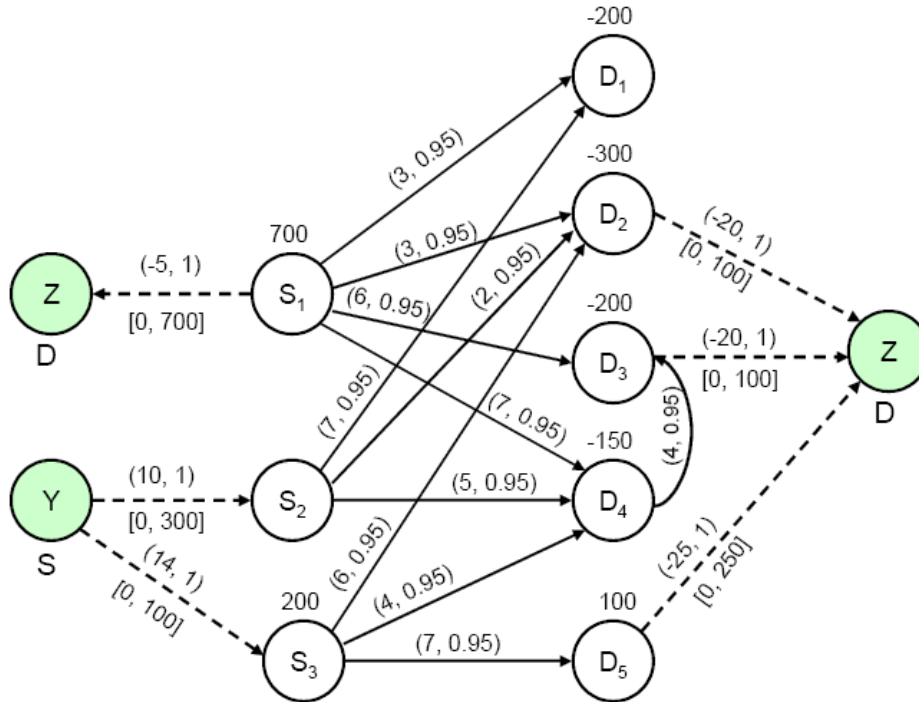 -200
D1
(3, 0.95)
-300
D2
(-20, 1)
[0, 100]
700
(3, 0.95)
(2, 0.95)
(-5, 1)
Z
S1
[0, 700]
D
(6, 0.95)
-200
D3
(-20, 1)
[0, 100]
Z
D
(7, 0.95)
(7, 0.95)
-150
(4, 0.95)
(10, 1)
Y
S2
(5, 0.95)
D4
[0, 300]
S
(14, 1)
[0, 100]
(6, 0.95)
(4, 0.95)
(-25, 1)
[0, 250]
200
100
S3
(7, 0.95)
D5